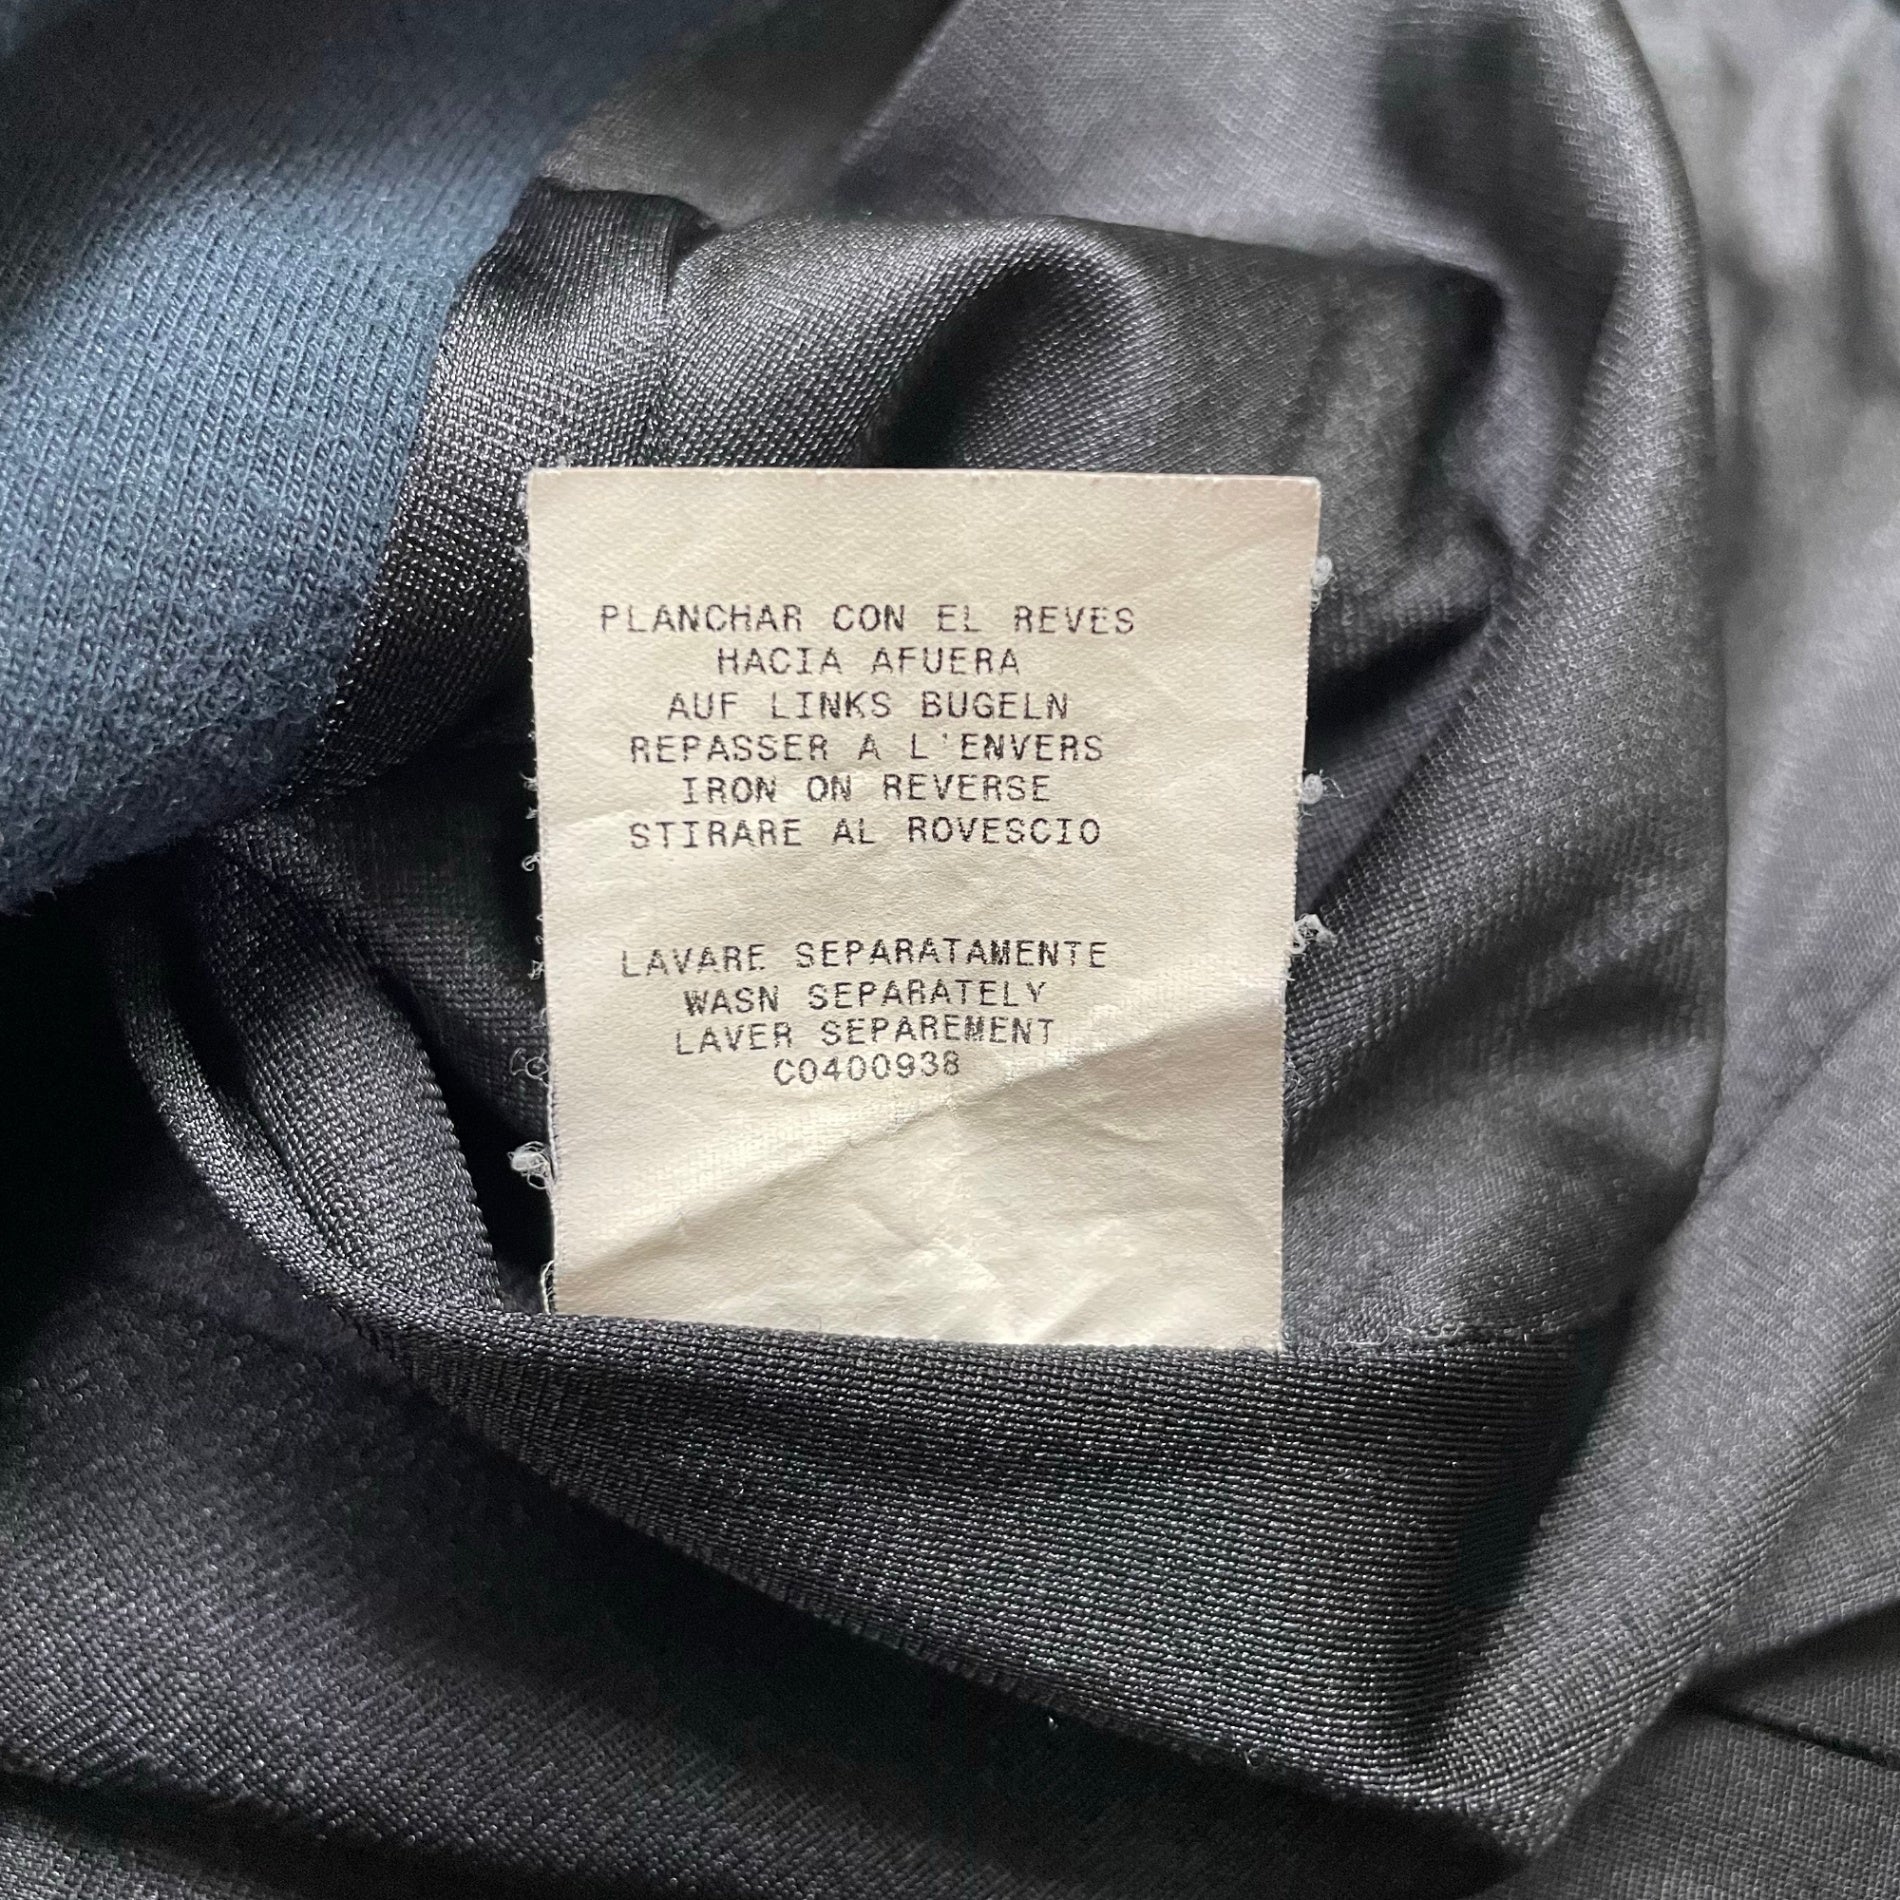 PLANCHAR CON EL REVES
HACIA AFUERA
AUF LINKS BUGELN
REPASSER A L'ENVERS
IRON ON REVERSE
STIRARE AL ROVESCIO
LAVARE SEPARATAMENTE
WASN SEPARATELY
LAVER SEPAREMENT
C0400938